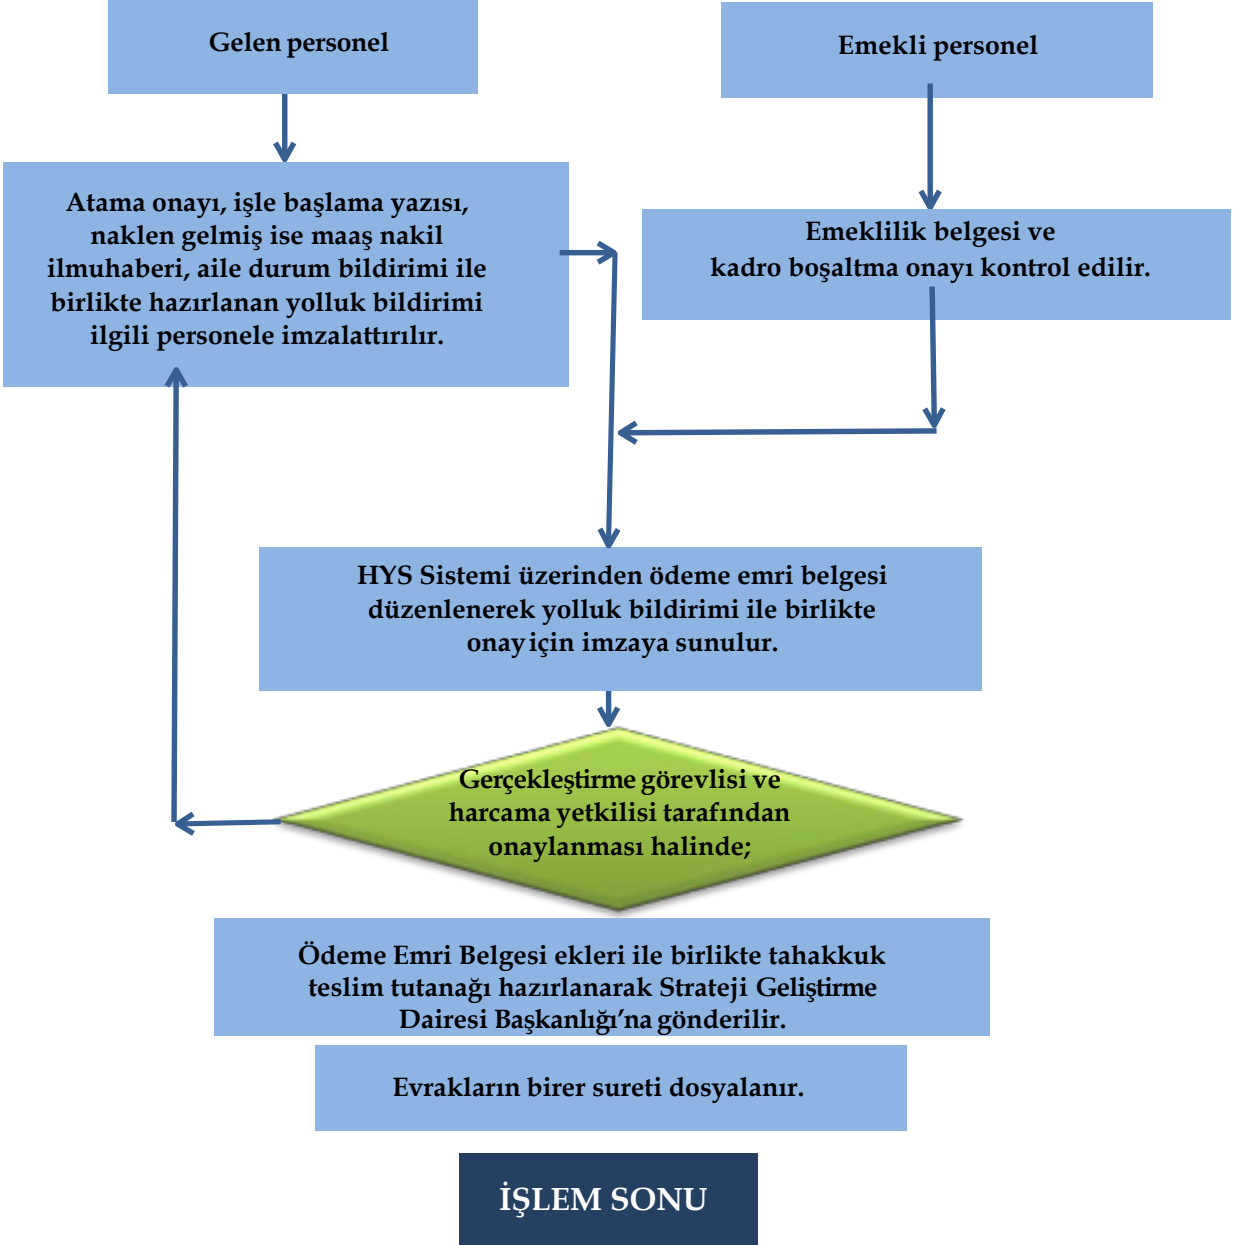 Gelen personel
Emekli personel
Atama onayı, işle başlama yazısı,
naklen gelmiş ise maaş nakil
ilmuhaberi, aile durum bildirimi ile
birlikte hazırlanan yolluk bildirimi
ilgili personele imzalattırılır.
Emeklilik belgesi ve
kadro boşaltma onayı kontrol edilir.
HYS Sistemi üzerinden ödeme emri belgesi
düzenlenerek yolluk bildirimi ile birlikte
onay için imzaya sunulur.
Gerçekleştirme görevlisi ve
harcama yetkilisi tarafından
onaylanması halinde;
Ödeme Emri Belgesi ekleri ile birlikte tahakkuk
teslim tutanağı hazırlanarak Strateji Geliştirme
Dairesi Başkanlığı’na gönderilir.
Evrakların birer sureti dosyalanır.
İŞLEM SONU